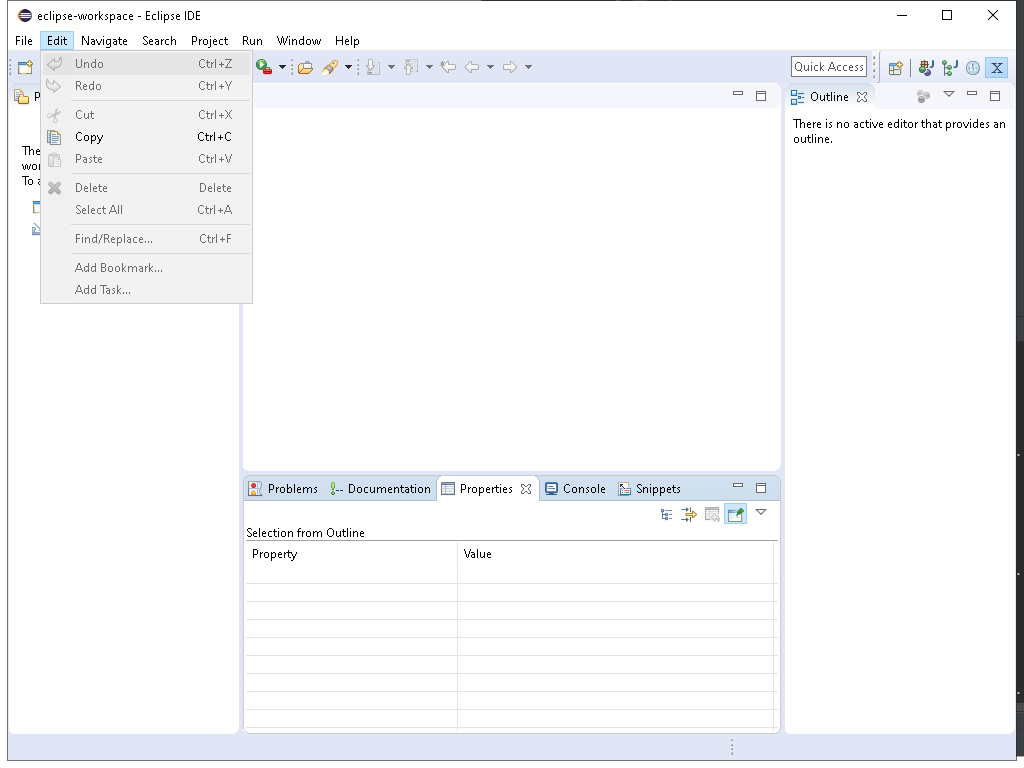 eclipse-workspace - Eclipse IDE
File Edit Navigate Search Project Run Window Help
Undo Ctrl+Z
Redo Ctrl+Y
Cut Ctrl+X
Copy Ctrl+C
Paste Ctrl+V
Delete Delete
Select All Ctrl+A
Find/Replace... Ctrl+F
Add Bookmark...
Add Task...
Quick Access
X
P
The
wor
To a
Outline
There is no active editor that provides an
outline.
Problems Documentation Properties Console Snippets
Selection from Outline
Property Value